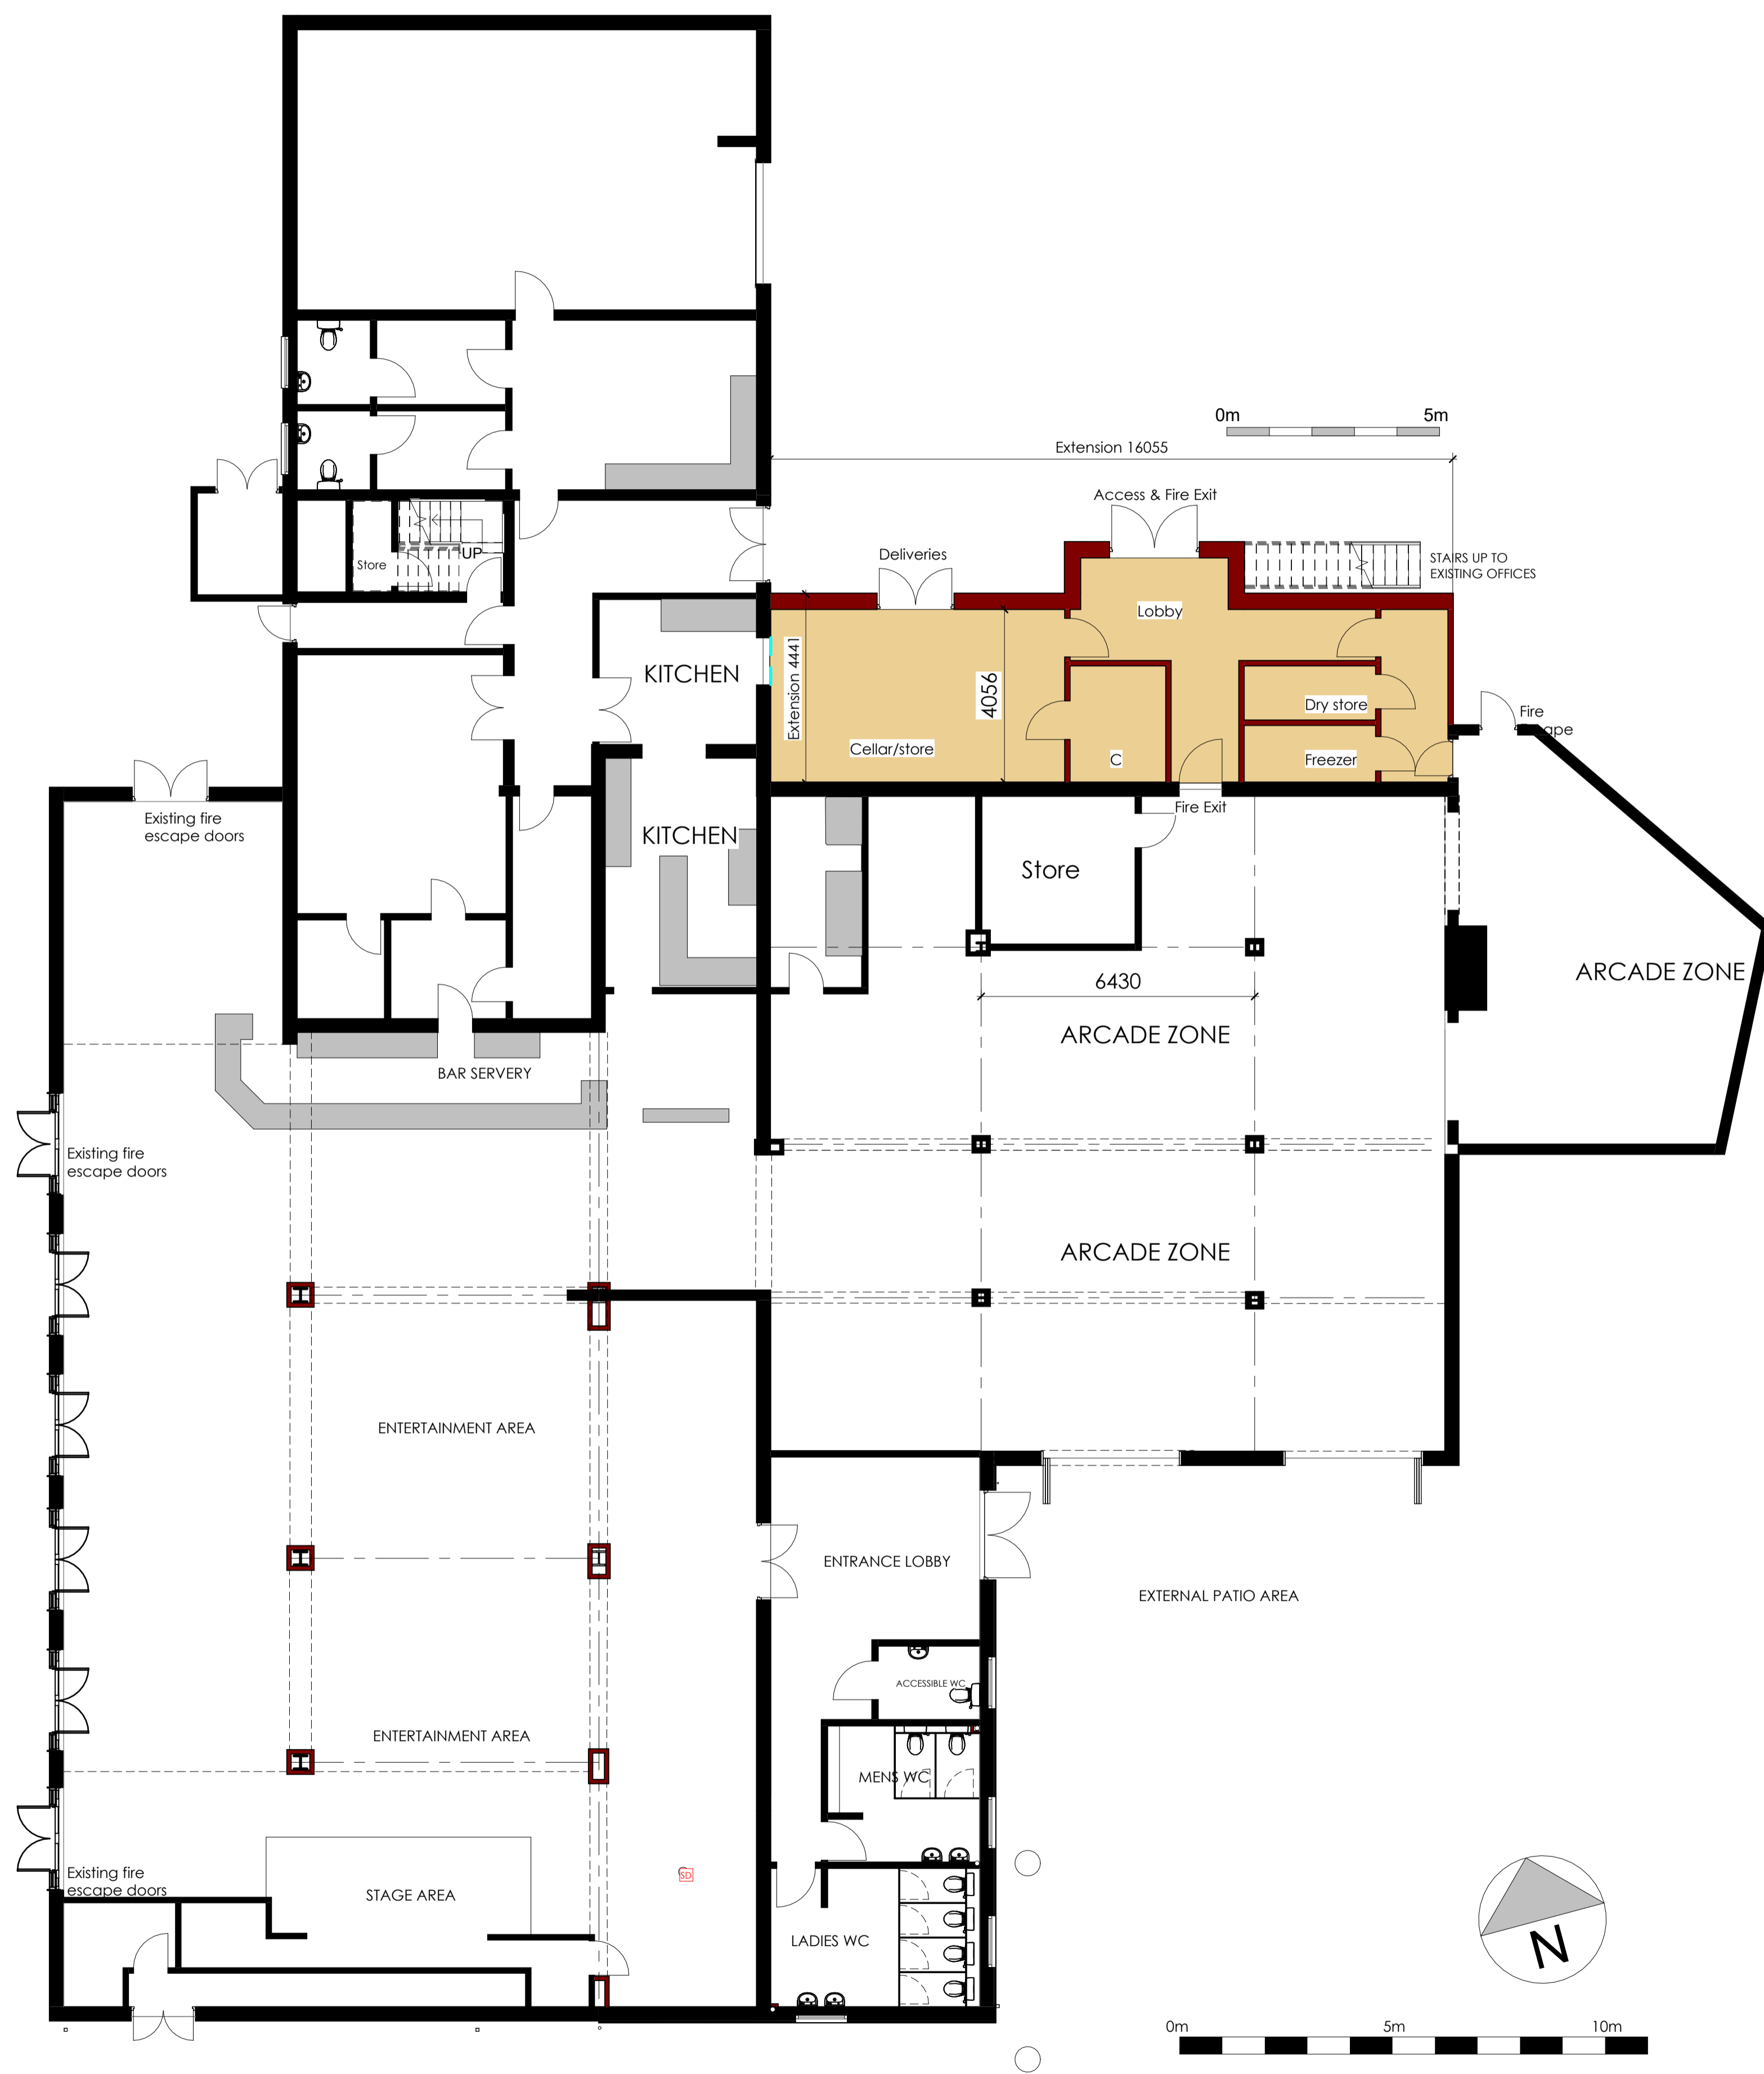 0m
5m
Extension 16055
Access & Fire Exit
Deliveries
STAIRS UP TO
EXISTING OFFICES
UP
Store
Lobby
KITCHEN
Extension 4441
4056
Dry store
Fire
Cellar/store
C
Freezer
Fire Exit
Existing fire
escape doors
KITCHEN
Store
ARCADE ZONE
6430
ARCADE ZONE
BAR SERVERY
Existing fire
escape doors
ARCADE ZONE
ENTERTAINMENT AREA
ENTRANCE LOBBY
EXTERNAL PATIO AREA
ACCESSIBLE WC
ENTERTAINMENT AREA
MENS WC
Existing fire
escape doors
SD
STAGE AREA
LADIES WC
N
0m
5m
10m